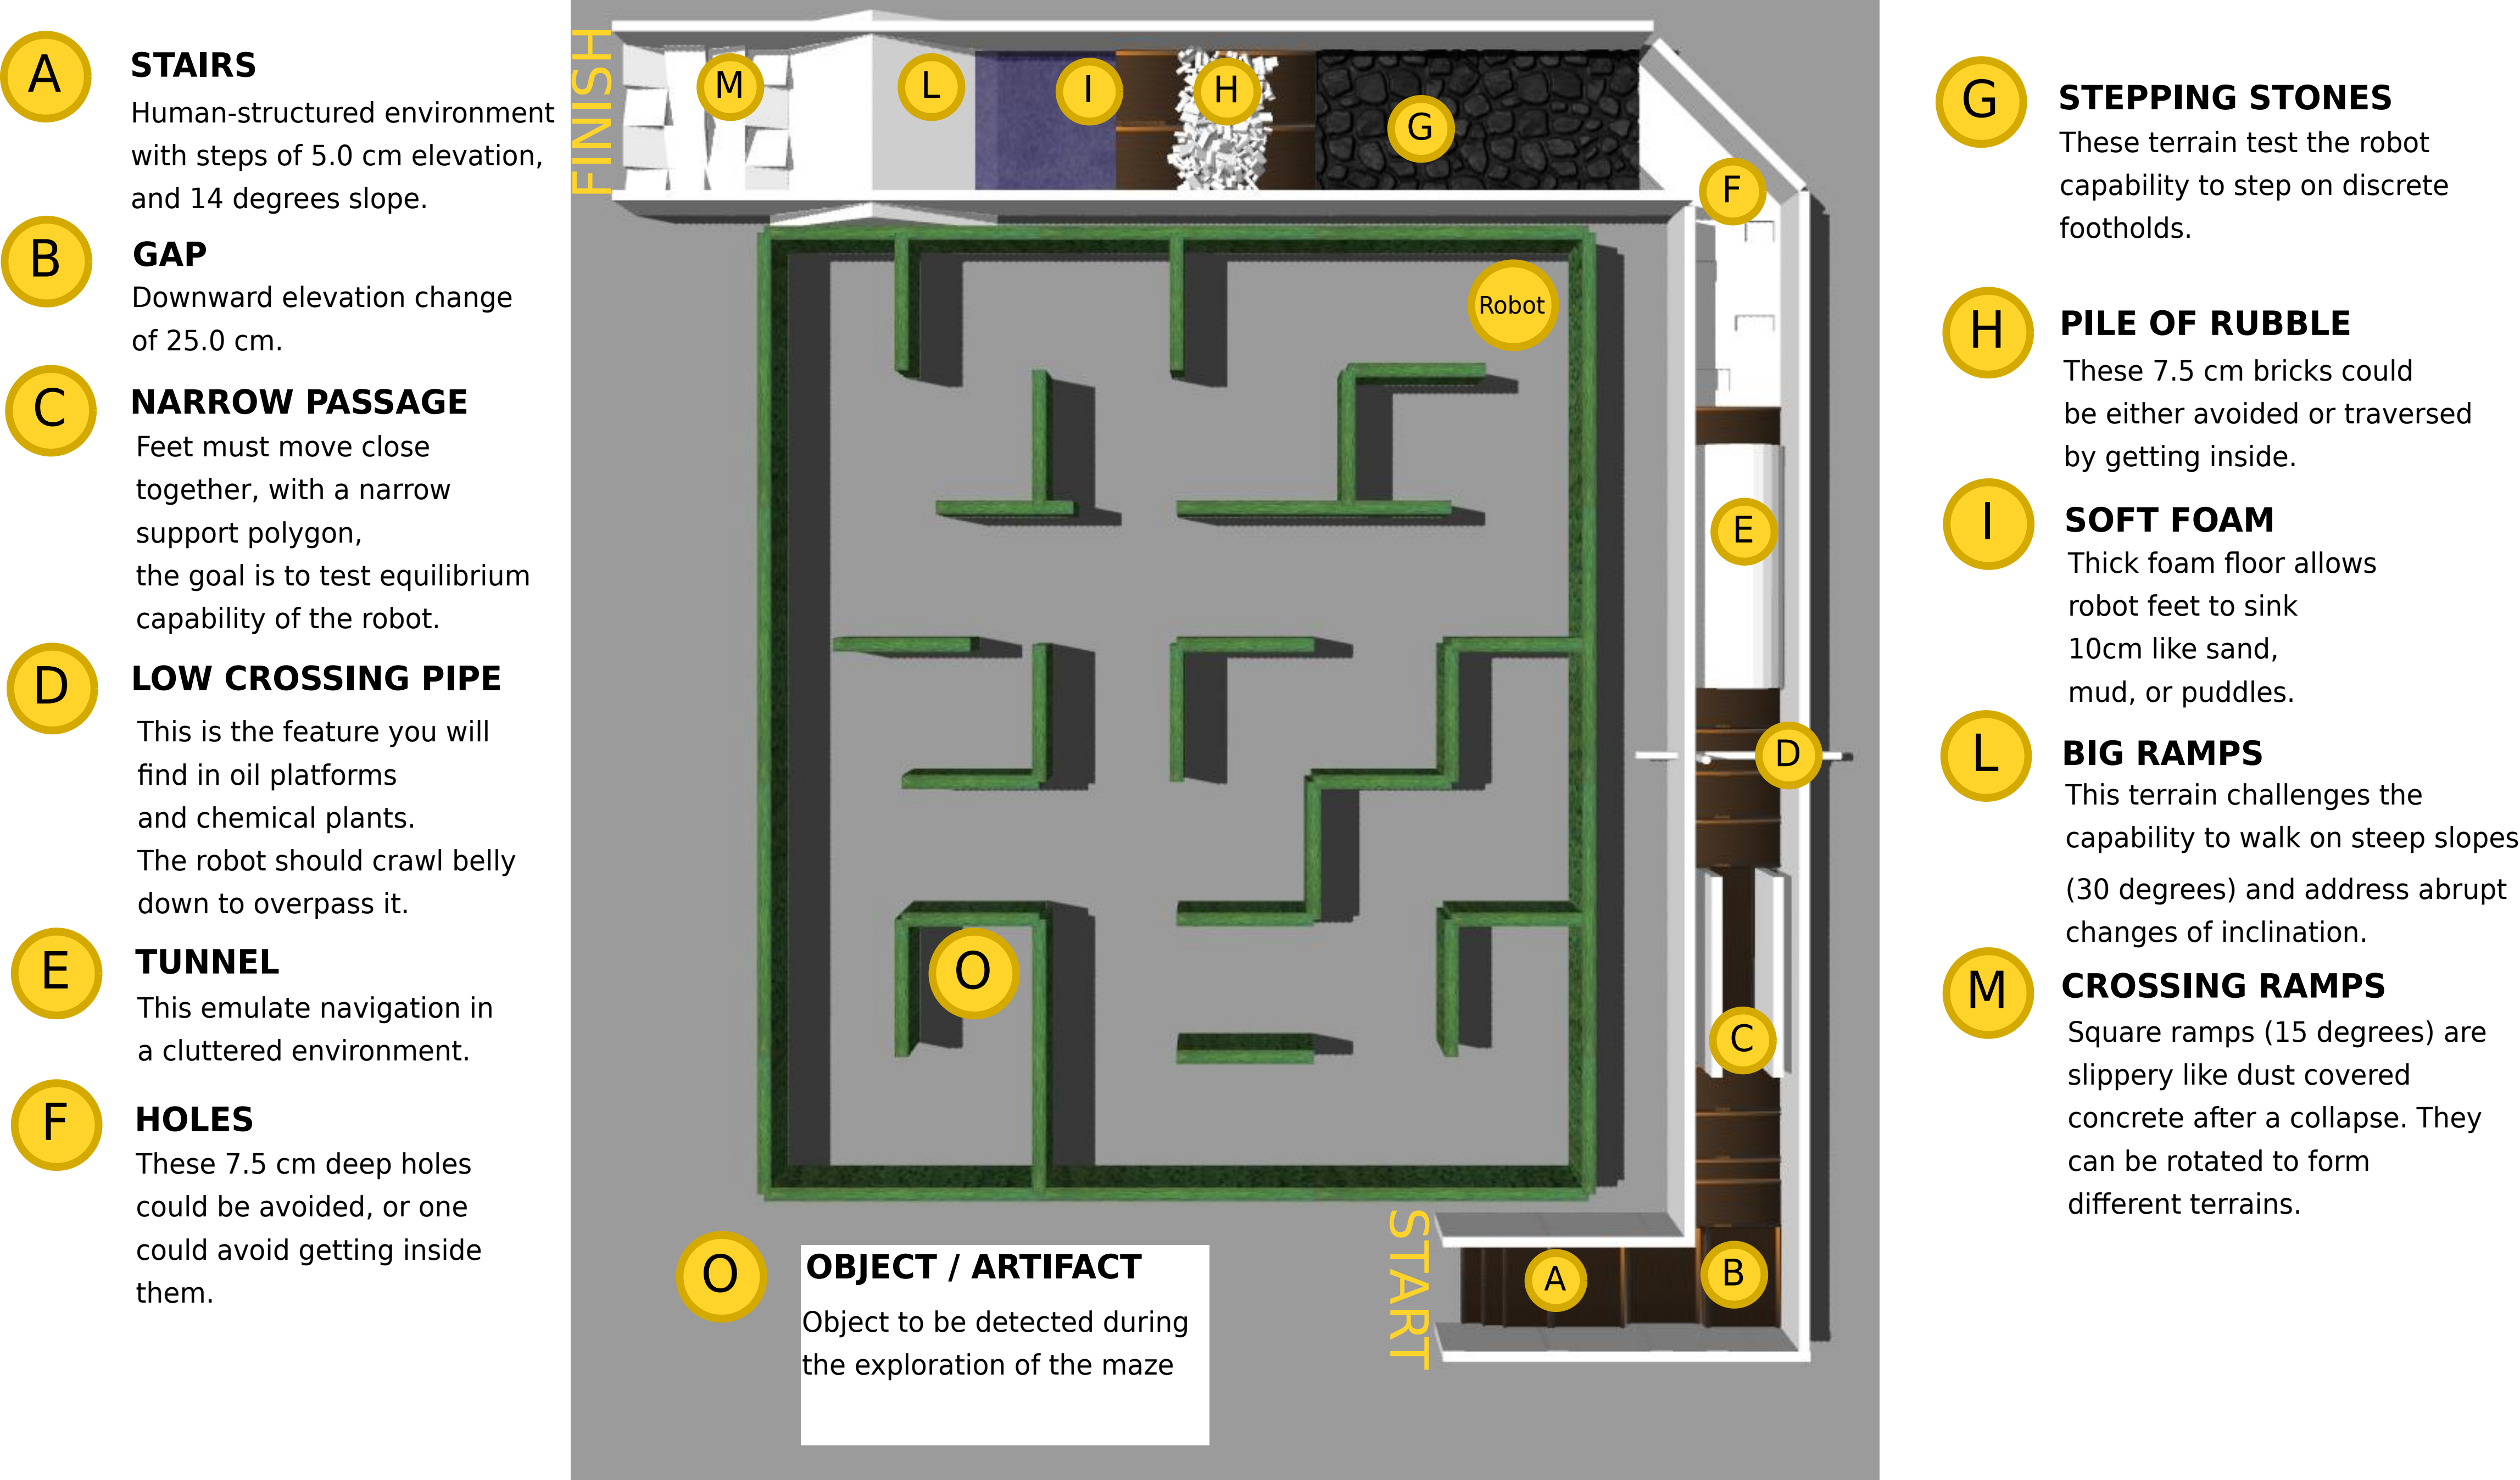 A
STAIRS
Human-structured environment
with steps of 5.0 cm elevation,
and 14 degrees slope.
B
GAP
Downward elevation change
of 25.0 cm.
C
NARROW PASSAGE
Feet must move close
together, with a narrow
support polygon,
the goal is to test equilibrium
capability of the robot.
D
LOW CROSSING PIPE
This is the feature you will
find in oil platforms
and chemical plants.
The robot should crawl belly
down to overpass it.
E
TUNNEL
This emulate navigation in
a cluttered environment.
F
HOLES
These 7.5 cm deep holes
could be avoided, or one
could avoid getting inside
them.
FINISH
M
L
I
H
G
F
Robot
E
D
C
O
START
A
B
O
OBJECT / ARTIFACT
Object to be detected during
the exploration of the maze
G
STEPPING STONES
These terrain test the robot
capability to step on discrete
footholds.
H
PILE OF RUBBLE
These 7.5 cm bricks could
be either avoided or traversed
by getting inside.
I
SOFT FOAM
Thick foam floor allows
robot feet to sink
10cm like sand,
mud, or puddles.
L
BIG RAMPS
This terrain challenges the
capability to walk on steep slopes
(30 degrees) and address abrupt
changes of inclination.
M
CROSSING RAMPS
Square ramps (15 degrees) are
slippery like dust covered
concrete after a collapse. They
can be rotated to form
different terrains.